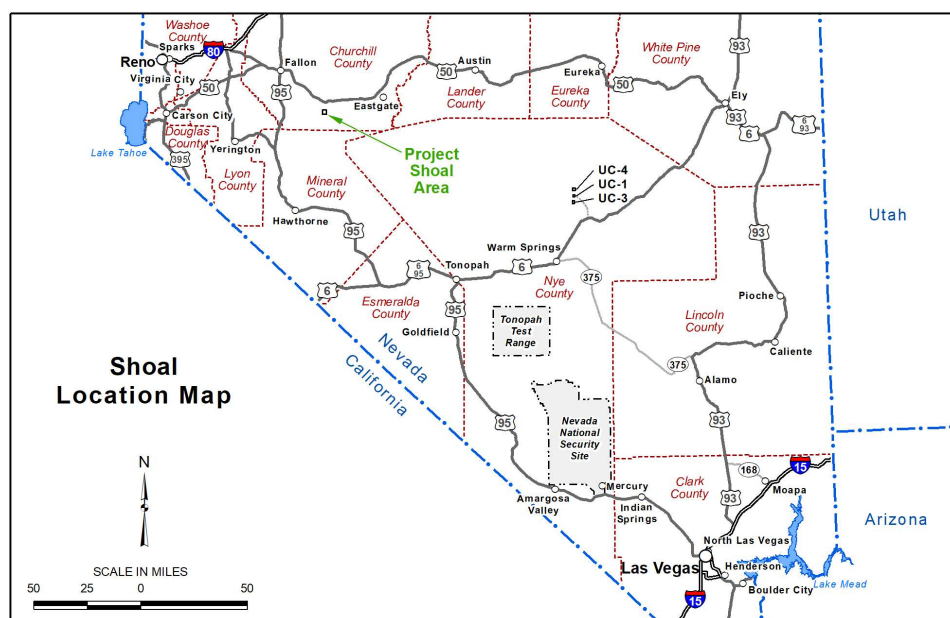 Washoe
County
Sparks
Reno
80
Virginia
City
50
Carson City
Douglas
County
Lake Tahoe
395
Yerington
Lyon
County
Fallon
95
Churchill
County
Eastgate
Project
Shoal
Area
Mineral
County
Hawthorne
95
50
Austin
Lander
County
Eureka
Eureka
County
50
White Pine
County
93
Ely
93
6
6
93
UC-4
UC-1
UC-3
Utah
Warm Springs
6
Tonopah
6
95
6
Esmeralda
County
95
Goldfield
Nye
County
375
Tonopah
Test
Range
93
Pioche
Lincoln
County
Caliente
375
Alamo
Nevada
California
Shoal
Location Map
95
Nevada
National
Security
Site
93
Clark
County
168
15
Moapa
93
Mercury
Amargosa
Valley
Indian
Springs
Arizona
North Las Vegas
Las Vegas
Henderson
Boulder City
Lake Mead
15
N
SCALE IN MILES
50 25 0 50